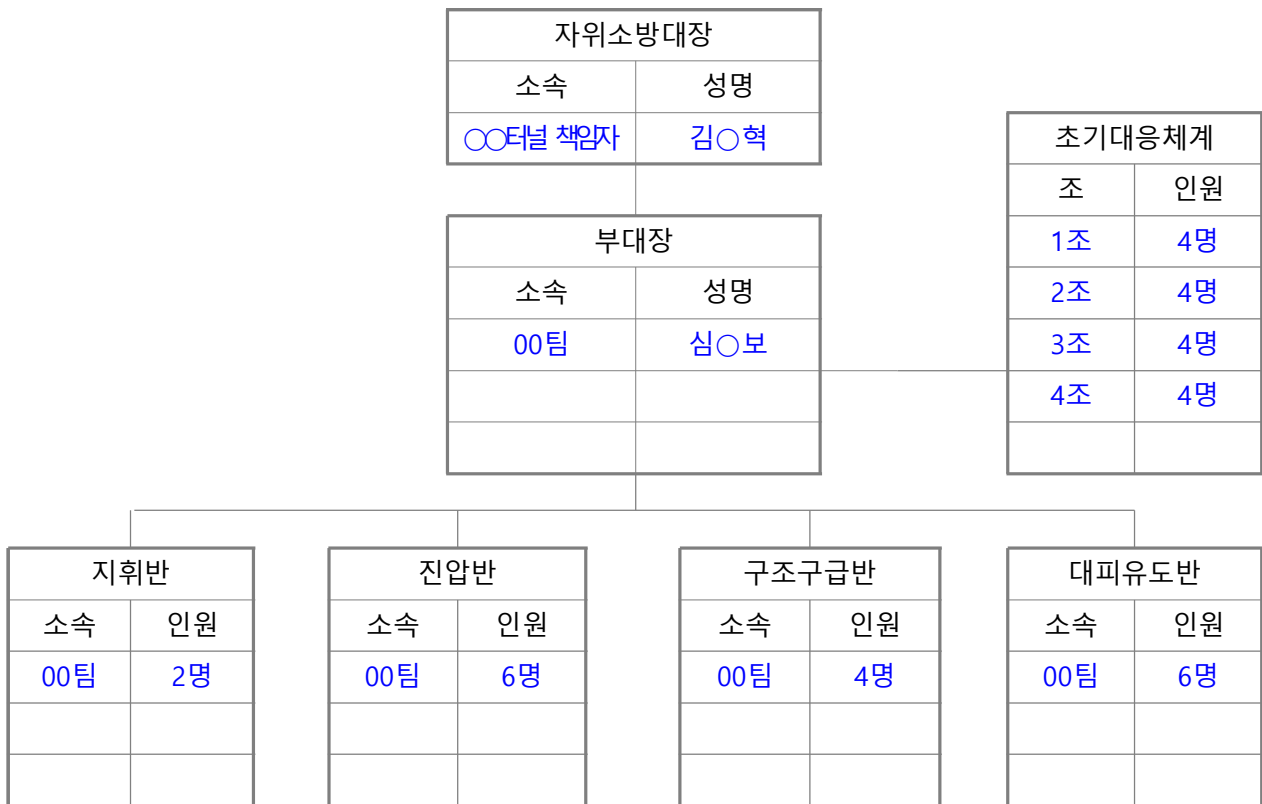 자위소방대장
소속 성명
○○터널 책임자 김○혁
초기대응체계
조 인원
1조 4명
2조 4명
3조 4명
4조 4명
부대장
소속 성명
00팀 심○보
지휘반
소속 인원
00팀 2명
진압반
소속 인원
00팀 6명
구조구급반
소속 인원
00팀 4명
대피유도반
소속 인원
00팀 6명